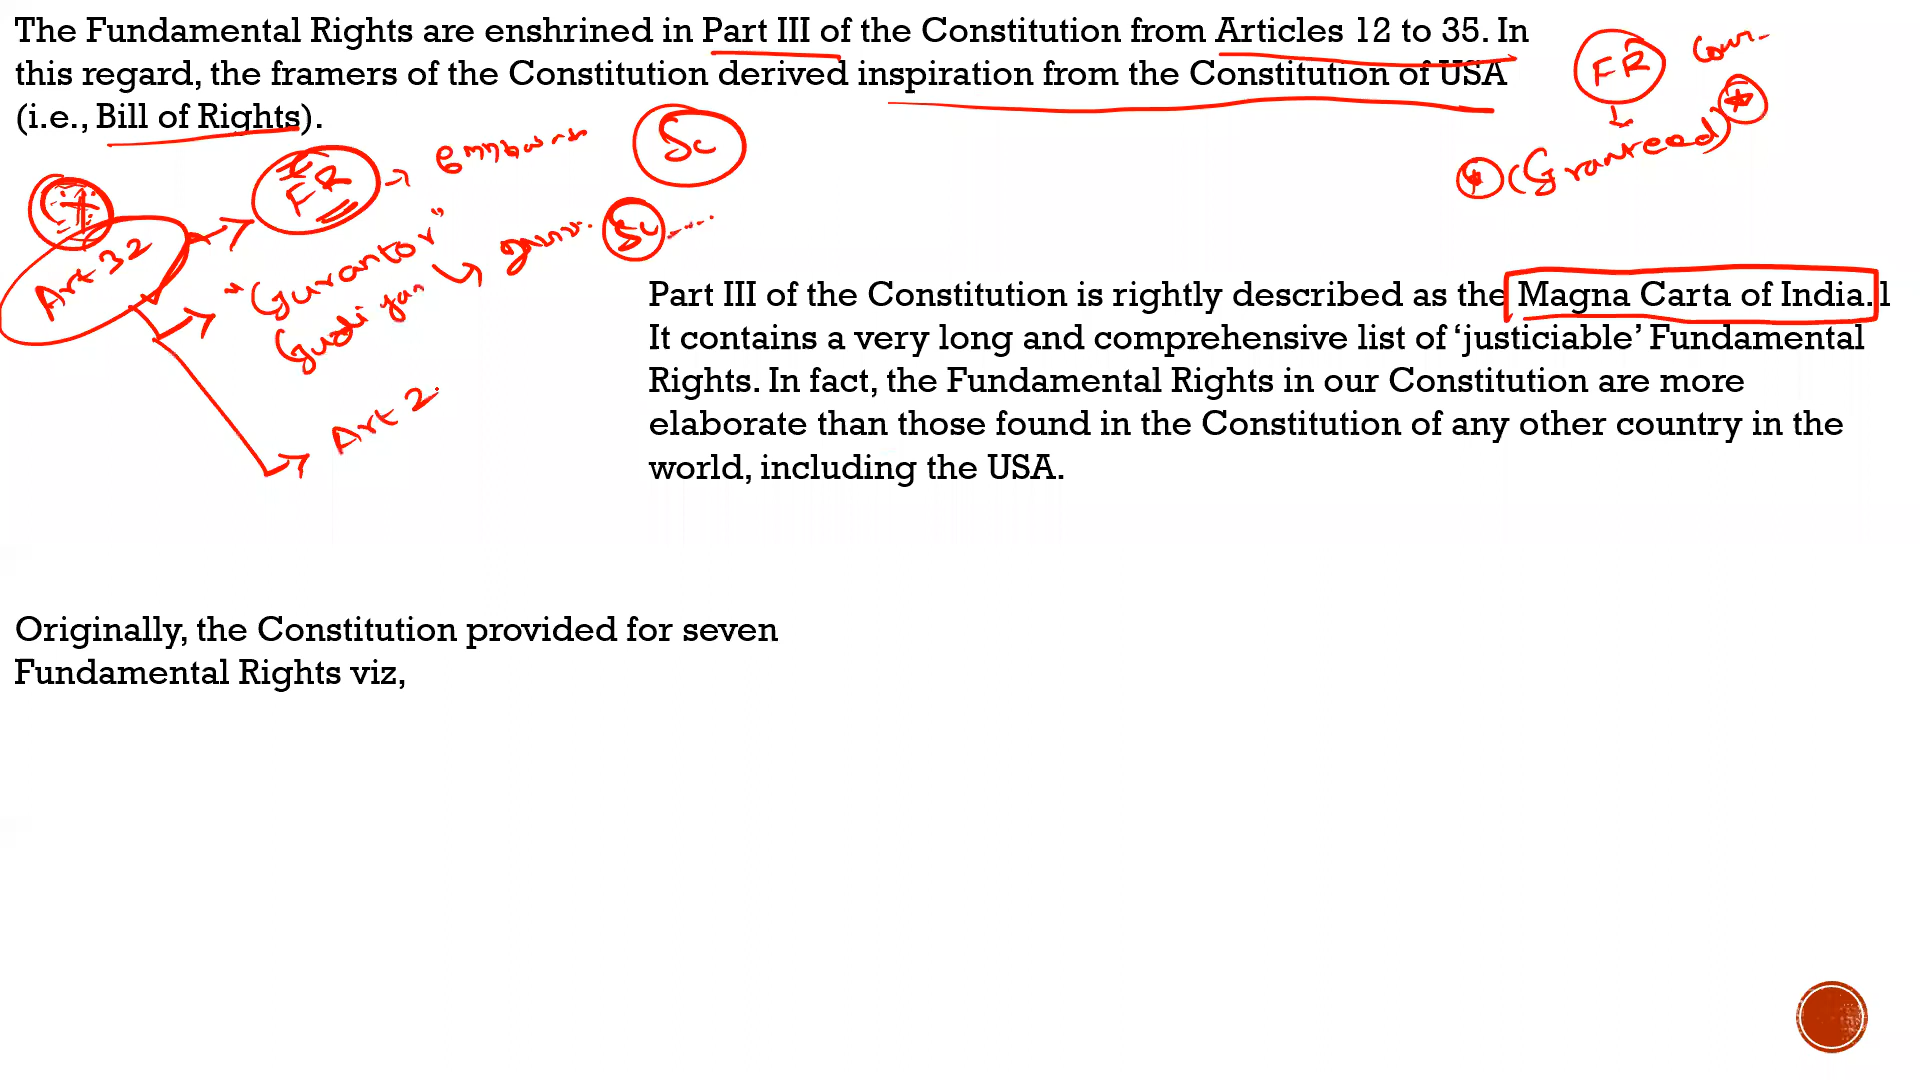 The Fundamental Rights are enshrined in Part III of the Constitution from Articles 12 to 35. In
this regard, the framers of the Constitution derived inspiration from the Constitution of USA
(i.e., Bill of Rights).
FR
(Granteed)
FR
SC
Art 32
"Gurantor"
SC
Art 2
Part III of the Constitution is rightly described as the Magna Carta of India.1
It contains a very long and comprehensive list of ‘justiciable’ Fundamental
Rights. In fact, the Fundamental Rights in our Constitution are more
elaborate than those found in the Constitution of any other country in the
world, including the USA.
Originally, the Constitution provided for seven
Fundamental Rights viz,